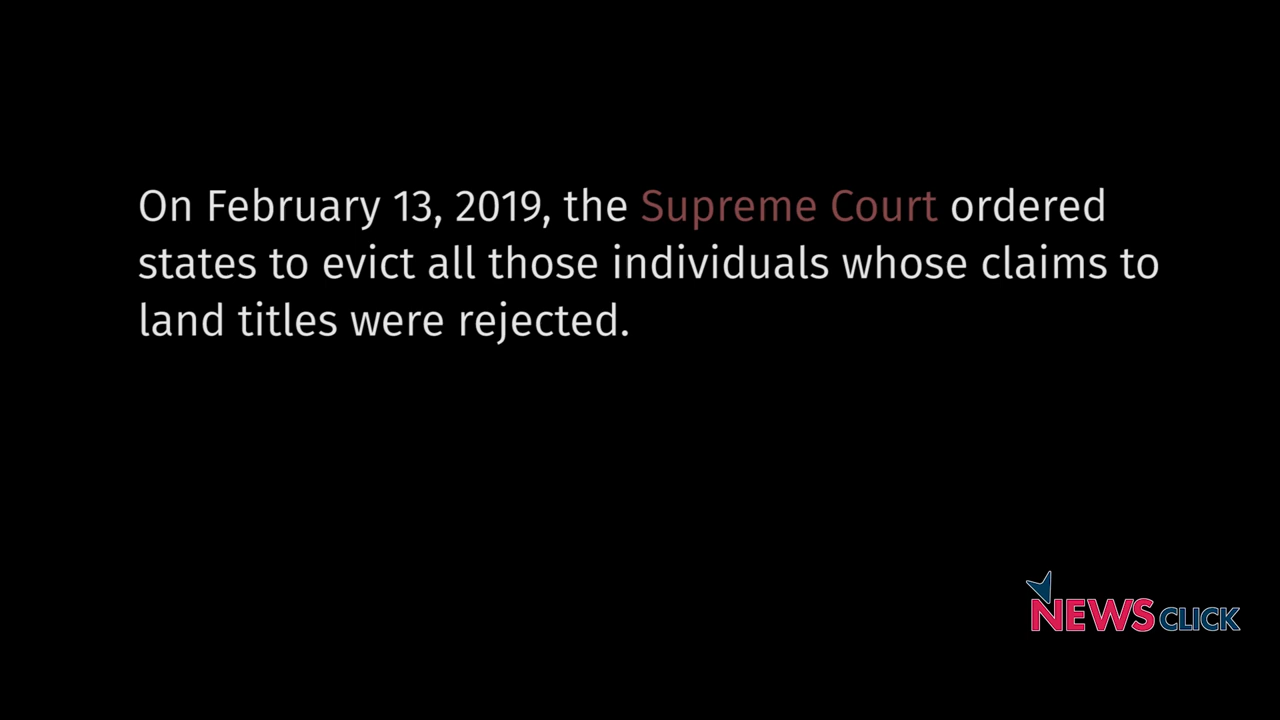 On February 13, 2019, the Supreme Court ordered
states to evict all those individuals whose claims to
land titles were rejected.
NEWSCLICK